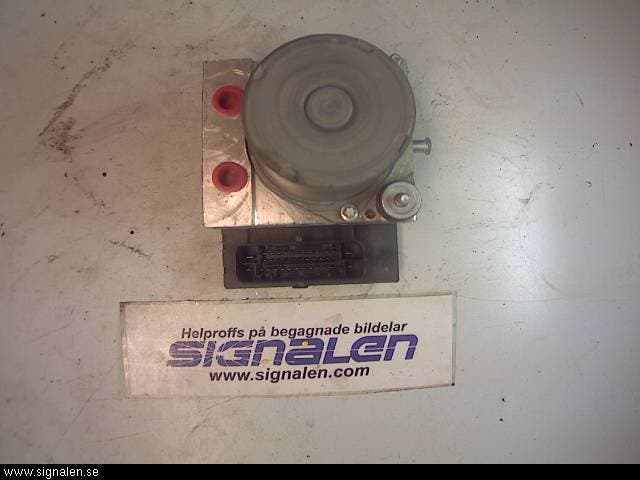 Helproffs på begagnade bildelar
SIGNALEN
www.signalen.com
www.signalen.se